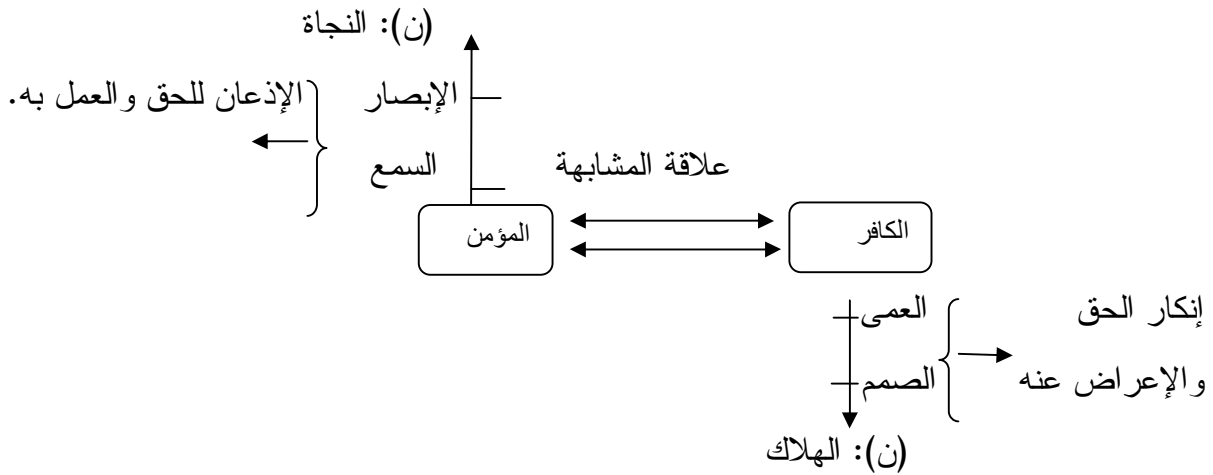 (ن): النجاة
الإبصار
الإذعان للحق والعمل به.
السمع
علاقة المشابهة
الكافر
المؤمن
العمى
إنكار الحق
الصمم
والإعراض عنه
(ن): الهلاك